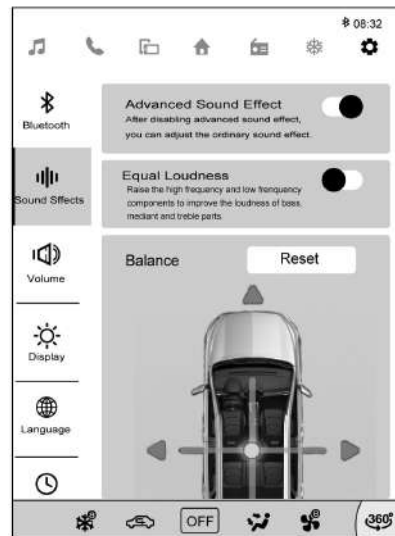 08:32
Bluetooth
Sound Sffects
Volume
Display
Language
Advanced Sound Effect
After disabling advanced sound effect,
you can adjust the ordinary sound effect.
Equal Loudness
Raise the high frequency and low frenquency
components to improve the loudness of bass,
mediant and treble parts.
Balance
Reset
OFF
360°